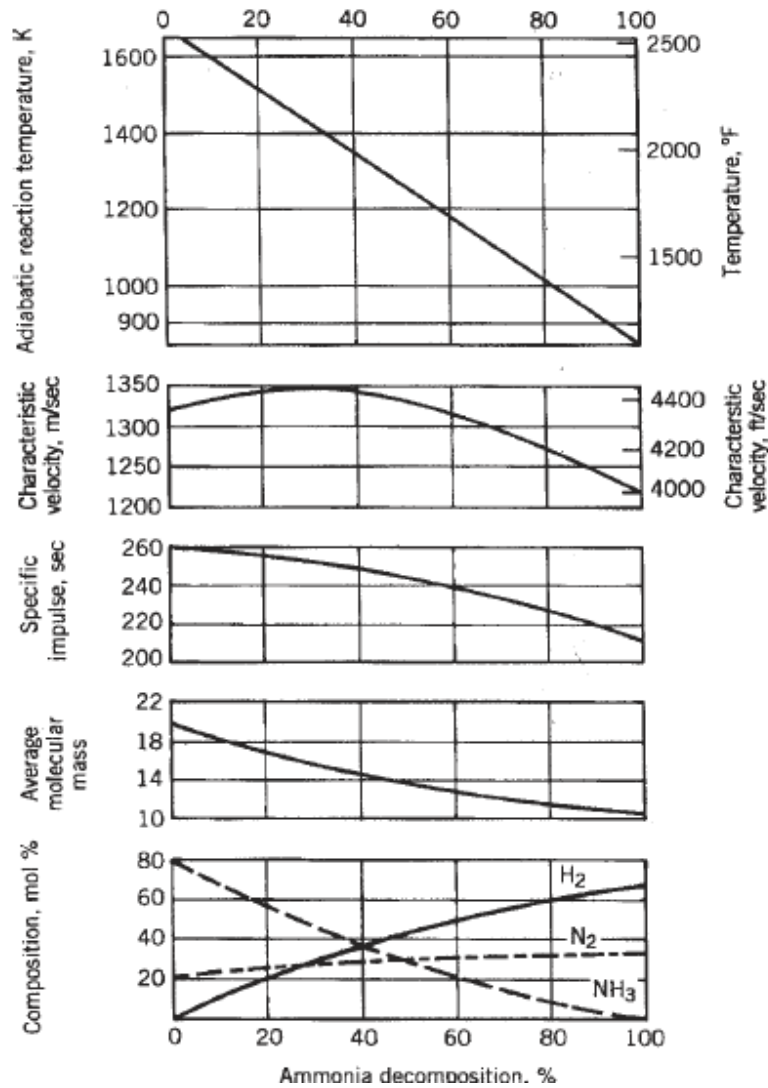 0 20 40 60 80 100
Adiabatic reaction temperature, K
1600
1400
1200
1000
900
2500
2000
1500
Temperature, °F
Characteristic
velocity, m/sec
1350
1300
1250
1200
4400
4200
4000
Characterstic
velocity, ft/sec
Specific
impulse, sec
260
240
220
200
Average
molecular
mass
22
18
14
10
Composition, mol %
80
60
40
20
H2
N2
NH3
0 20 40 60 80 100
Ammonia decomposition, %